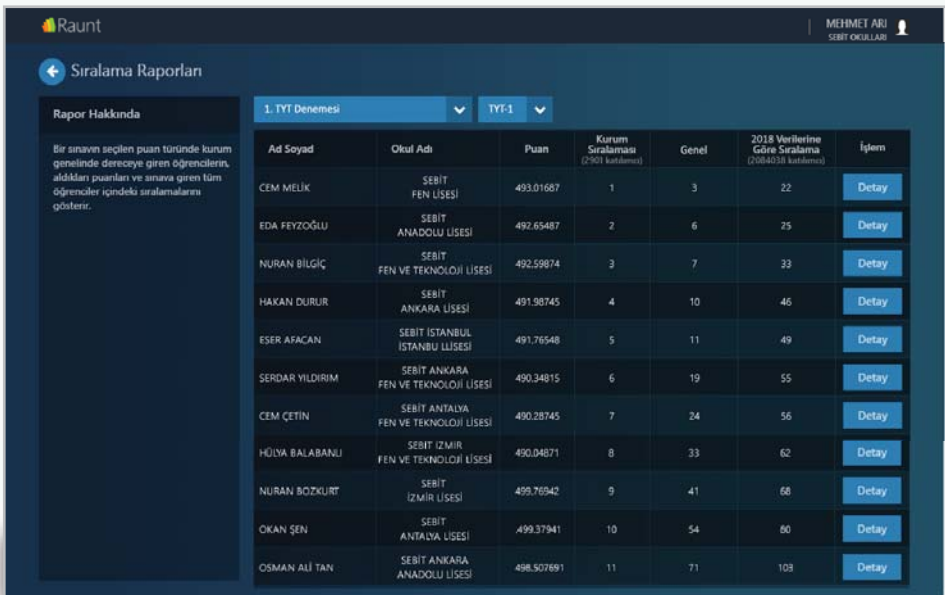 Raunt
MEHMET ARI
SEBİT OKULLARI
Sıralama Raporları
Rapor Hakkında
Bir sınavın seçilen puan türünde kurum
genelinde dereceye giren öğrencilerin,
aldıkları puanları ve sınava giren tüm
öğrenciler içindeki sıralamalarını
gösterir.
1. TYT Denemesi TYT-1
Ad Soyad Okul Adı Puan Kurum Sıralaması (2901 katılımcı) Genel 2018 Verilerine Göre Sıralama (2084038 katılımcı) İşlem
CEM MELİK SEBİT FEN LİSESİ 493.01687 1 3 22 Detay
EDA FEYZOĞLU SEBİT ANADOLU LİSESİ 492.65487 2 6 25 Detay
NURAN BİLGİÇ SEBİT FEN VE TEKNOLOJİ LİSESİ 492.59874 3 7 33 Detay
HAKAN DURUR SEBİT ANKARA LİSESİ 491.98745 4 10 46 Detay
ESER AFACAN SEBİT İSTANBUL İSTANBU LLİSESİ 491.76548 5 11 49 Detay
SERDAR YILDIRIM SEBİT ANKARA FEN VE TEKNOLOJİ LİSESİ 490.34815 6 19 55 Detay
CEM ÇETİN SEBİT ANTALYA FEN VE TEKNOLOJİ LİSESİ 490.28745 7 24 56 Detay
HÜLYA BALABANLI SEBİT İZMİR FEN VE TEKNOLOJİ LİSESİ 490.04871 8 33 62 Detay
NURAN BOZKURT SEBİT İZMİR LİSESİ 499.76942 9 41 68 Detay
OKAN ŞEN SEBİT ANTALYA LİSESİ .499.37941 10 54 80 Detay
OSMAN ALİ TAN SEBİT ANKARA ANADOLU LİSESİ 498.507691 11 71 103 Detay